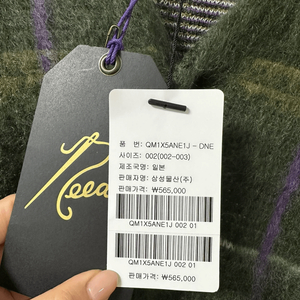 Need
품 번: QM1X5ANE1J - DNE
사이즈: 002(002~003)
제조국명: 일본
판매자명: 삼성물산(주)
판매가격: ₩565,000
QM1X5ANE1J 002 01
QM1X5ANE1J 002 01
판매가격: ₩565,000